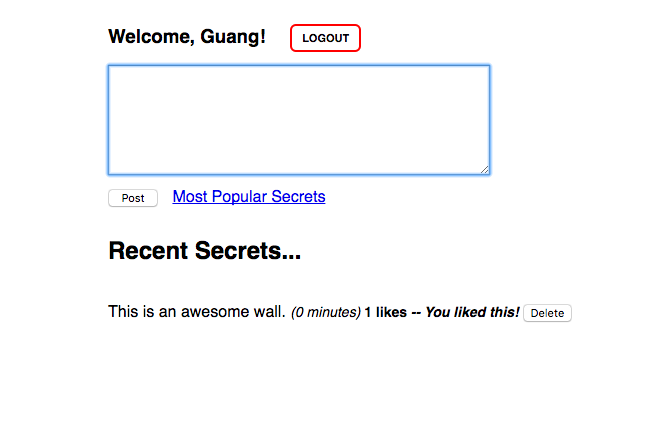 Welcome, Guang! LOGOUT
Post Most Popular Secrets
Recent Secrets...
This is an awesome wall. (0 minutes) 1 likes -- You liked this! Delete